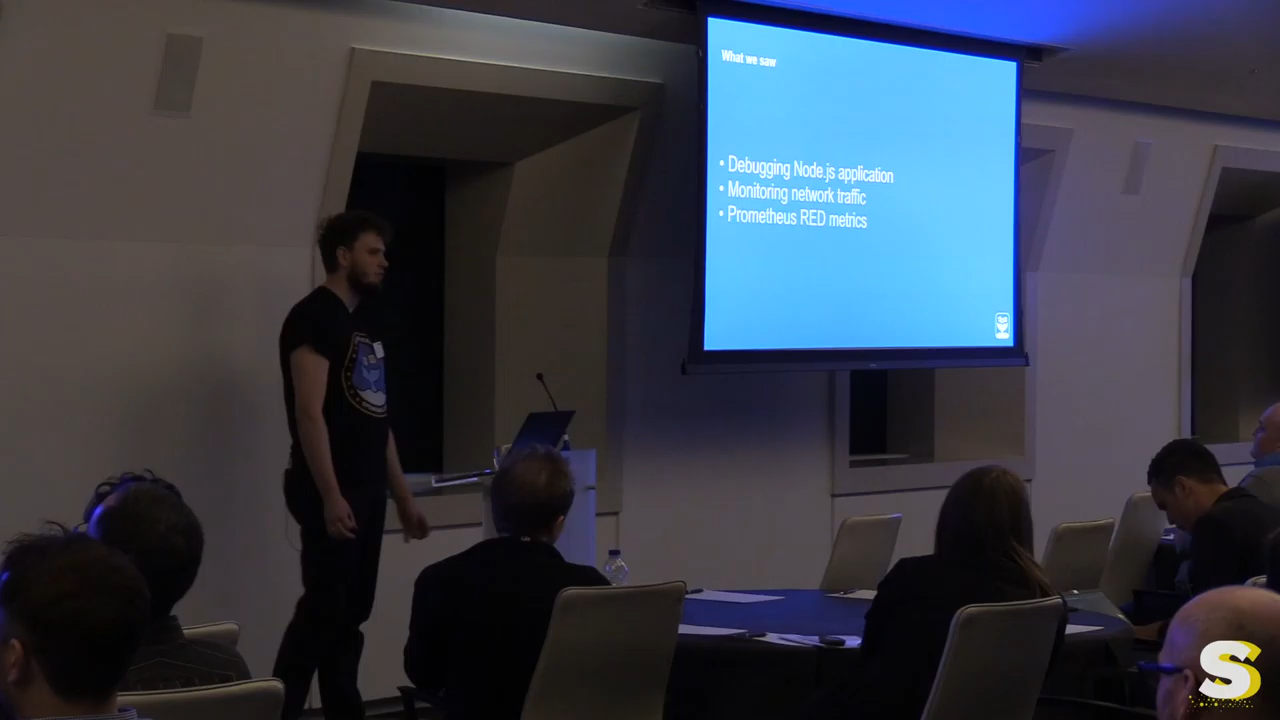 What we saw
• Debugging Node.js application
• Monitoring network traffic
• Prometheus RED metrics
S